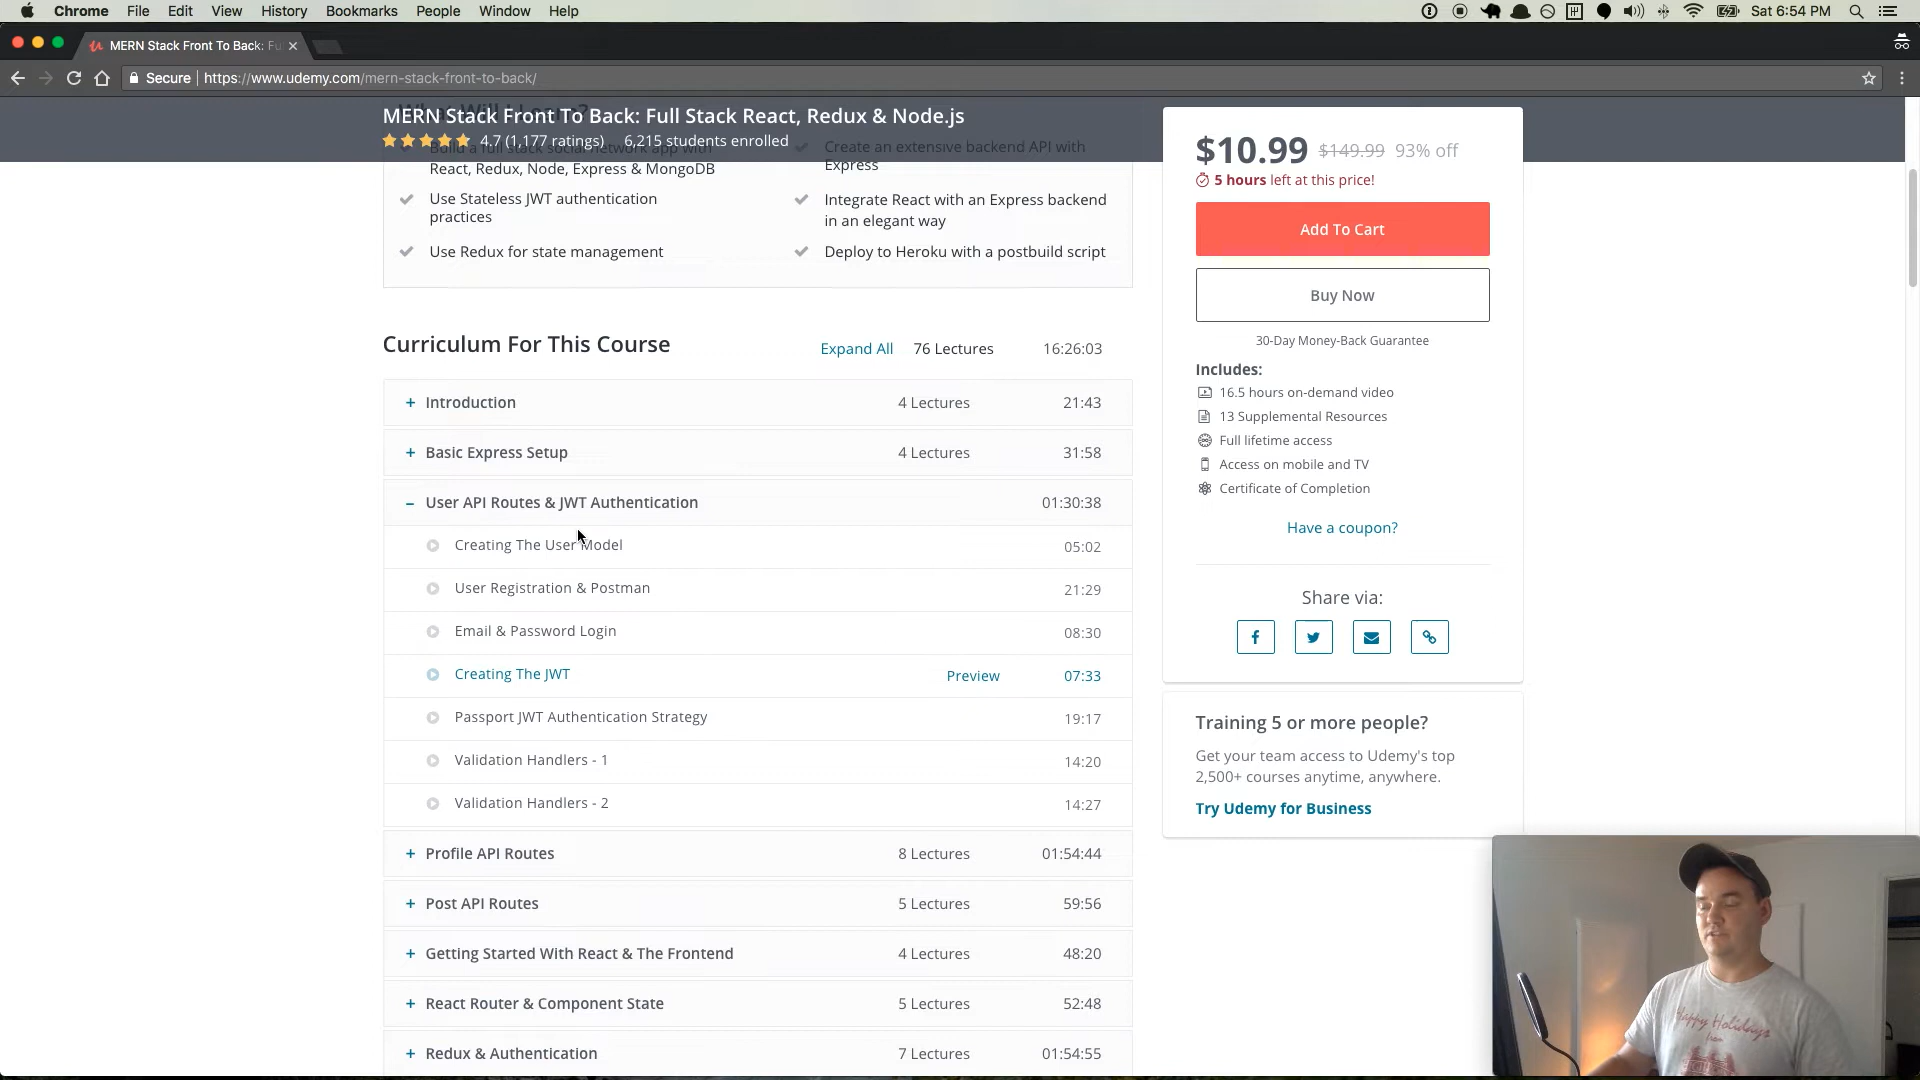 Chrome File Edit View History Bookmarks People Window Help
Sat 6:54 PM
MERN Stack Front To Back: Fu
Secure https://www.udemy.com/mern-stack-front-to-back/
What Will I Learn?
MERN Stack Front To Back: Full Stack React, Redux & Node.js
4.7 (1,177 ratings) 6,215 students enrolled
Build a full stack social network app with
React, Redux, Node, Express & MongoDB
Create an extensive backend API with
Express
Use Stateless JWT authentication
practices
Integrate React with an Express backend
in an elegant way
Use Redux for state management
Deploy to Heroku with a postbuild script
Curriculum For This Course
Expand All 76 Lectures 16:26:03
+ Introduction 4 Lectures 21:43
+ Basic Express Setup 4 Lectures 31:58
– User API Routes & JWT Authentication 01:30:38
Creating The User Model 05:02
User Registration & Postman 21:29
Email & Password Login 08:30
Creating The JWT Preview 07:33
Passport JWT Authentication Strategy 19:17
Validation Handlers - 1 14:20
Validation Handlers - 2 14:27
+ Profile API Routes 8 Lectures 01:54:44
+ Post API Routes 5 Lectures 59:56
+ Getting Started With React & The Frontend 4 Lectures 48:20
+ React Router & Component State 5 Lectures 52:48
+ Redux & Authentication 7 Lectures 01:54:55
$10.99 $149.99 93% off
5 hours left at this price!
Add To Cart
Buy Now
30-Day Money-Back Guarantee
Includes:
16.5 hours on-demand video
13 Supplemental Resources
Full lifetime access
Access on mobile and TV
Certificate of Completion
Have a coupon?
Share via:
Training 5 or more people?
Get your team access to Udemy's top
2,500+ courses anytime, anywhere.
Try Udemy for Business
Happy Holidays
from